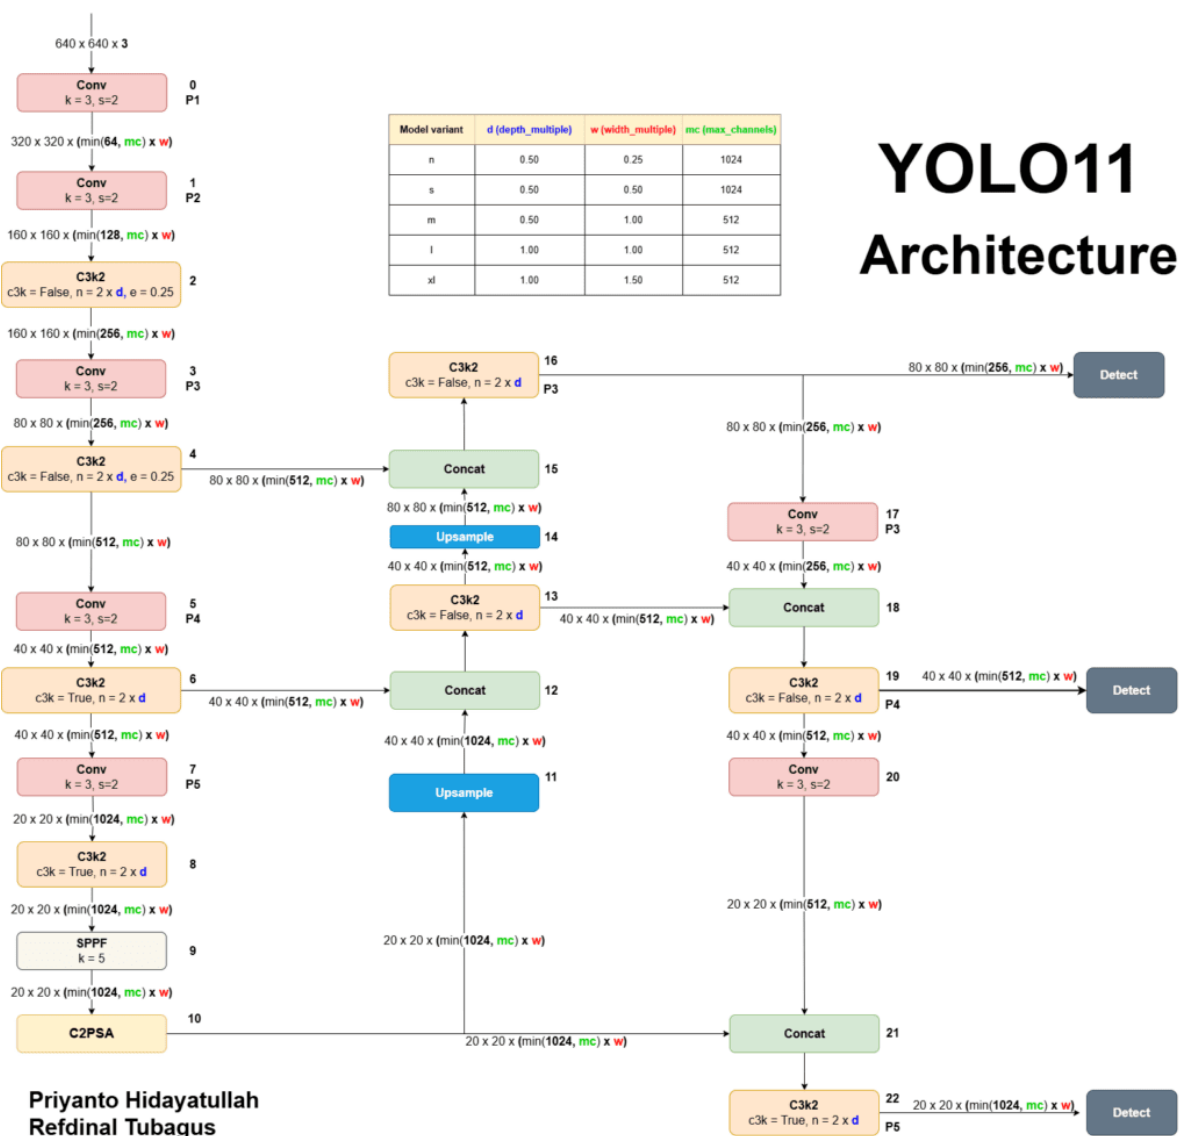 640 x 640 x 3
Conv
k = 3, s=2
0
P1
320 x 320 x (min(64, mc) x w)
Conv
k = 3, s=2
1
P2
160 x 160 x (min(128, mc) x w)
C3k2
c3k = False, n = 2 x d, e = 0.25
2
160 x 160 x (min(256, mc) x w)
Conv
k = 3, s=2
3
P3
80 x 80 x (min(256, mc) x w)
C3k2
c3k = False, n = 2 x d, e = 0.25
4
80 x 80 x (min(512, mc) x w)
80 x 80 x (min(512, mc) x w)
Conv
k = 3, s=2
5
P4
40 x 40 x (min(512, mc) x w)
C3k2
c3k = True, n = 2 x d
6
40 x 40 x (min(512, mc) x w)
40 x 40 x (min(512, mc) x w)
Conv
k = 3, s=2
7
P5
20 x 20 x (min(1024, mc) x w)
C3k2
c3k = True, n = 2 x d
8
20 x 20 x (min(1024, mc) x w)
SPPF
k = 5
9
20 x 20 x (min(1024, mc) x w)
C2PSA
10
20 x 20 x (min(1024, mc) x w)
Priyanto Hidayatullah
Refdinal Tubagus
Model variant d (depth_multiple) w (width_multiple) mc (max_channels)
n 0.50 0.25 1024
s 0.50 0.50 1024
m 0.50 1.00 512
l 1.00 1.00 512
xl 1.00 1.50 512
YOLO11
Architecture
C3k2
c3k = False, n = 2 x d
16
P3
Concat
15
80 x 80 x (min(512, mc) x w)
Upsample
14
40 x 40 x (min(512, mc) x w)
C3k2
c3k = False, n = 2 x d
13
40 x 40 x (min(512, mc) x w)
Concat
12
40 x 40 x (min(1024, mc) x w)
Upsample
11
20 x 20 x (min(1024, mc) x w)
80 x 80 x (min(256, mc) x w)
Detect
80 x 80 x (min(256, mc) x w)
Conv
k = 3, s=2
17
P3
40 x 40 x (min(256, mc) x w)
Concat
18
C3k2
c3k = False, n = 2 x d
19
P4
40 x 40 x (min(512, mc) x w)
Detect
40 x 40 x (min(512, mc) x w)
Conv
k = 3, s=2
20
20 x 20 x (min(512, mc) x w)
Concat
21
C3k2
c3k = True, n = 2 x d
22
P5
20 x 20 x (min(1024, mc) x w)
Detect